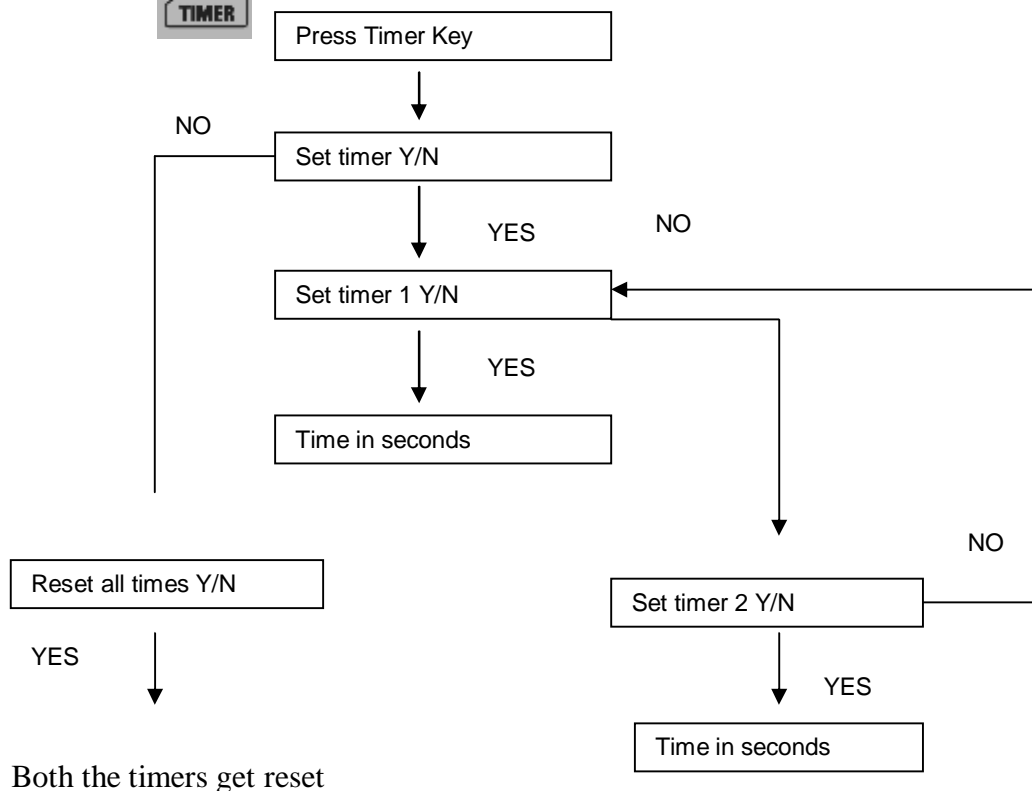 TIMER
Press Timer Key
NO
Set timer Y/N
YES
NO
Set timer 1 Y/N
YES
Time in seconds
NO
Reset all times Y/N
Set timer 2 Y/N
YES
YES
Time in seconds
Both the timers get reset